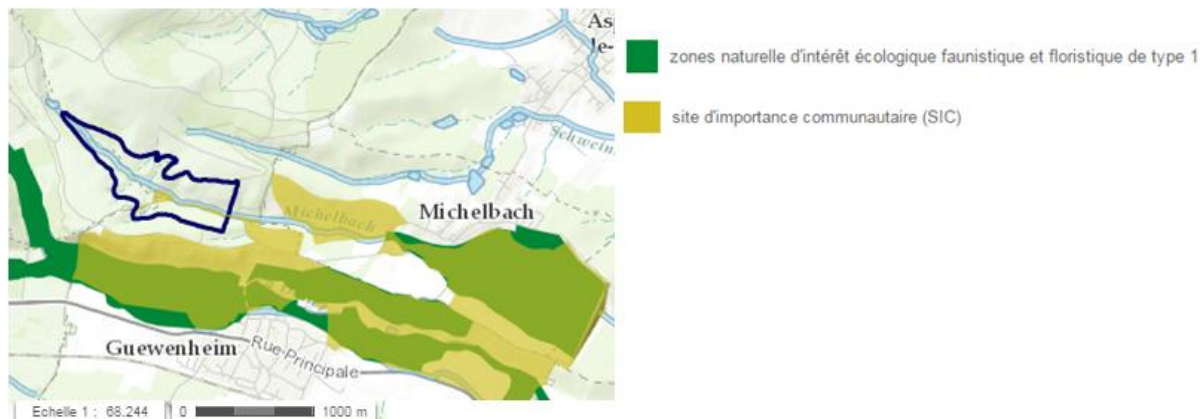 As
le-
zones naturelle d'intérêt écologique faunistique et floristique de type 1
site d'importance communautaire (SIC)
Schwein
Michelbach
Michelbach
Guewenheim
Rue-Principale
Echelle 1 : 68.244
0 1000 m